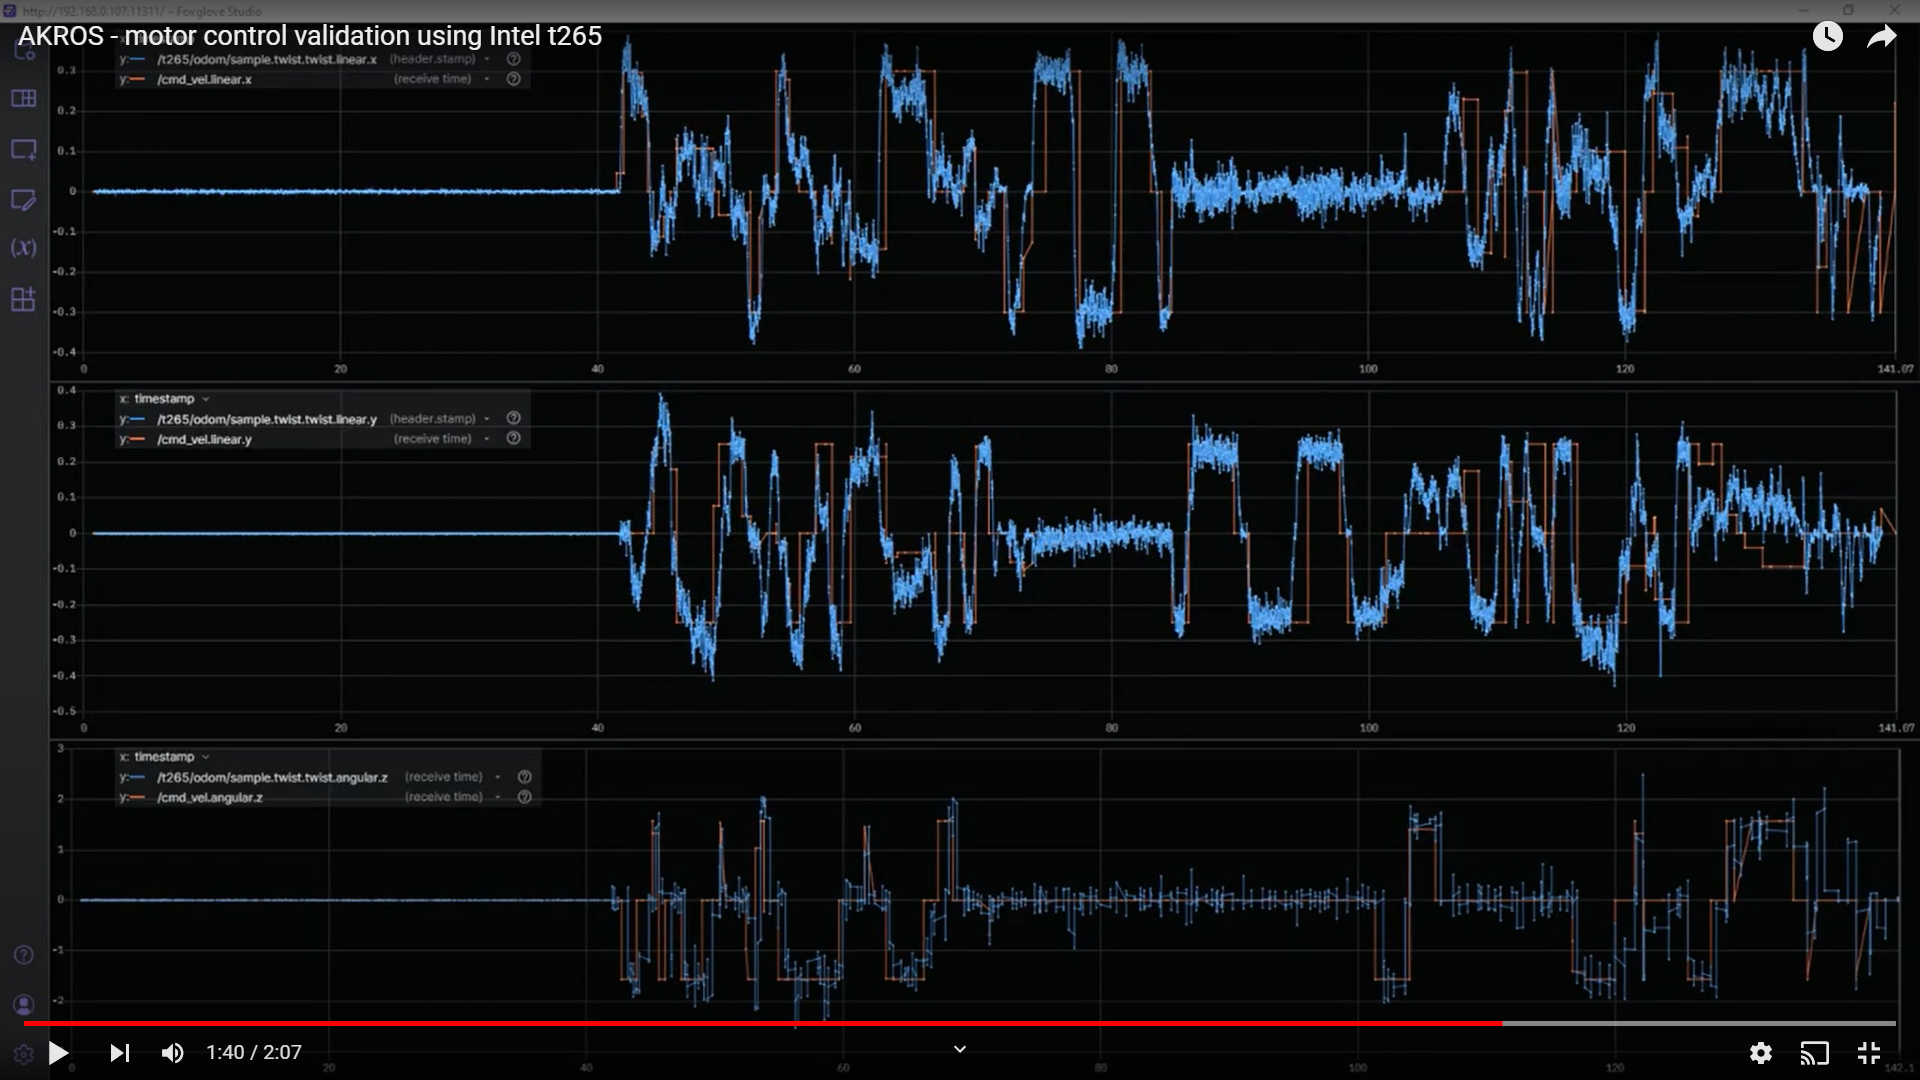 http://192.168.0.107:11311/ – Foxglove Studio
AKROS - motor control validation using Intel t265
y: /t265/odom/sample.twist.twist.linear.x (header.stamp)
y: /cmd_vel.linear.x (receive time)
0.3
0.2
0.1
0
-0.1
-0.2
-0.3
-0.4
0 20 40 60 80 100 120 141.07
0.4
x: timestamp
y: /t265/odom/sample.twist.twist.linear.y (header.stamp)
y: /cmd_vel.linear.y (receive time)
0.3
0.2
0.1
0
-0.1
-0.2
-0.3
-0.4
-0.5
0 20 40 60 80 100 120 141.07
3
x: timestamp
y: /t265/odom/sample.twist.twist.angular.z (receive time)
y: /cmd_vel.angular.z (receive time)
2
1
0
-1
-2
1:40 / 2:07
0 20 40 60 80 100 120 142.1